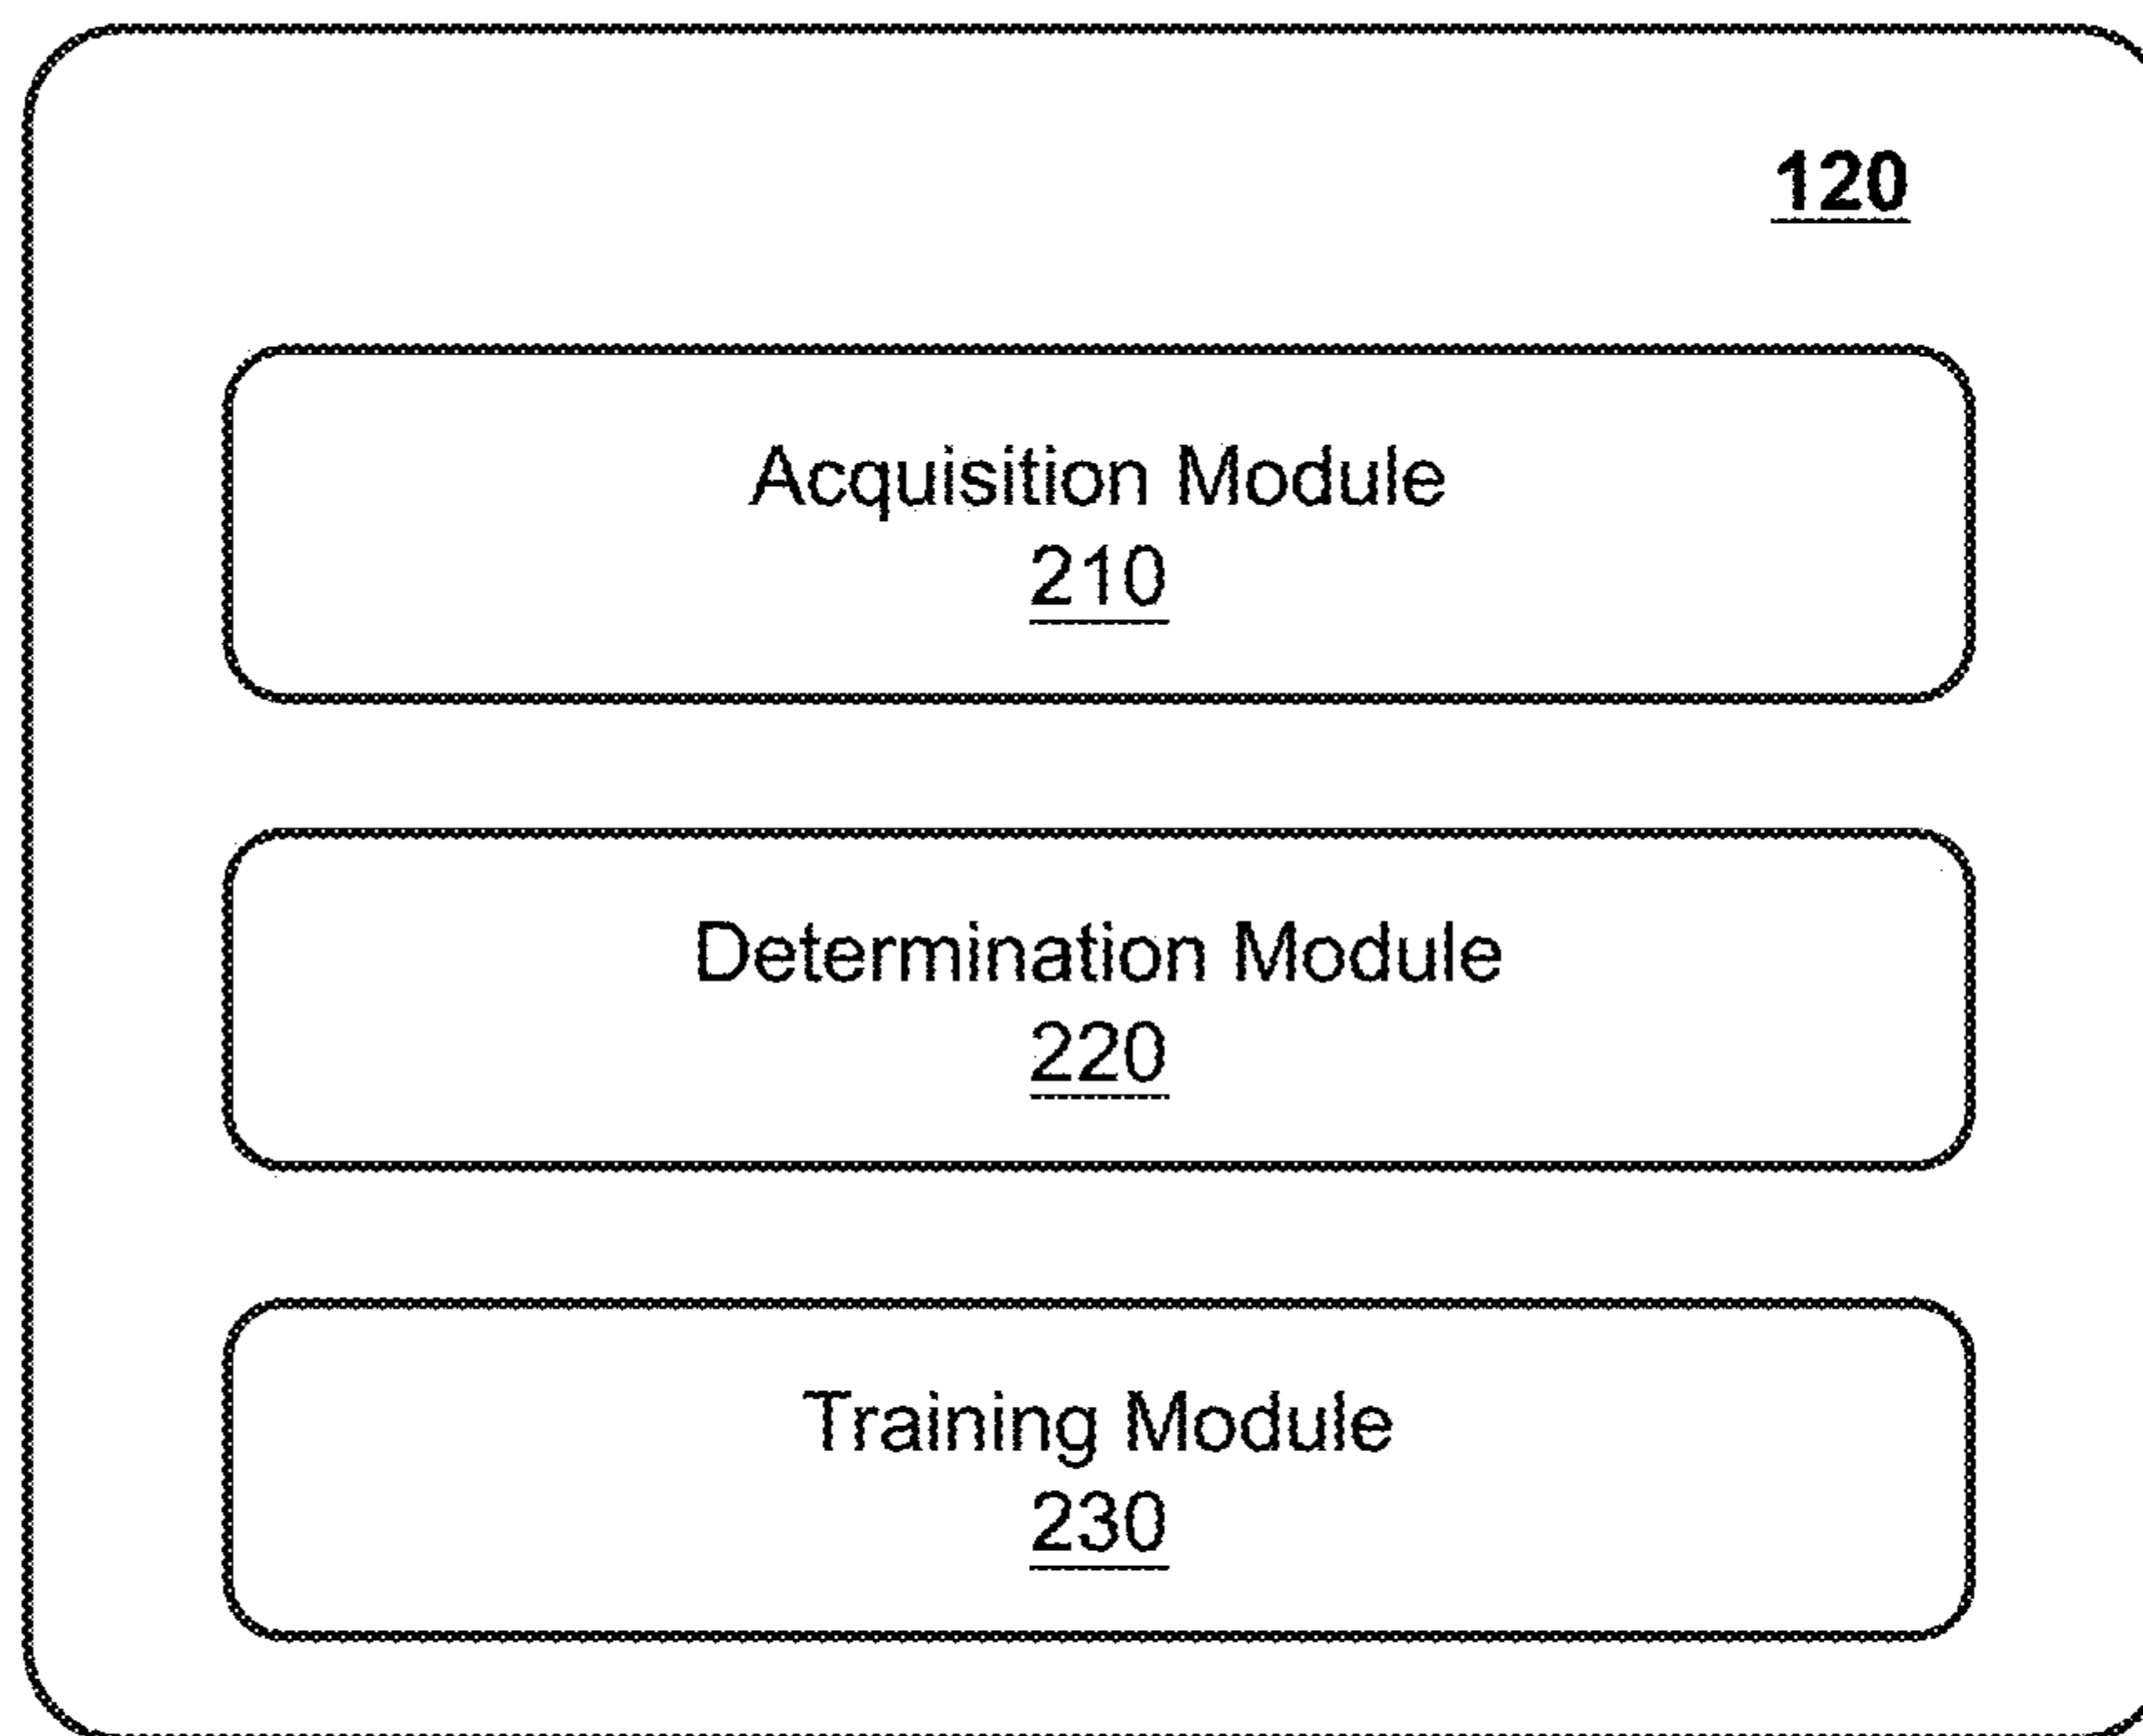 120
Acquisition Module
210
Determination Module
220
Training Module
230